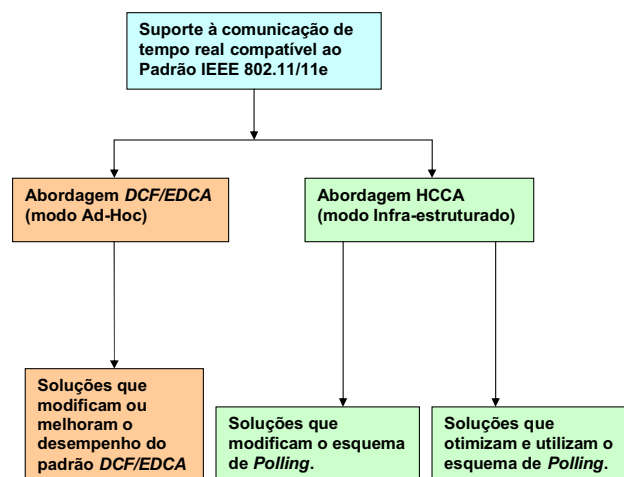 Suporte à comunicação de
tempo real compatível ao
Padrão IEEE 802.11/11e
Abordagem DCF/EDCA
(modo Ad-Hoc)
Abordagem HCCA
(modo Infra-estruturado)
Soluções que
modificam ou
melhoram o
desempenho do
padrão DCF/EDCA
Soluções que
modificam o esquema
de Polling.
Soluções que
otimizam e utilizam o
esquema de Polling.